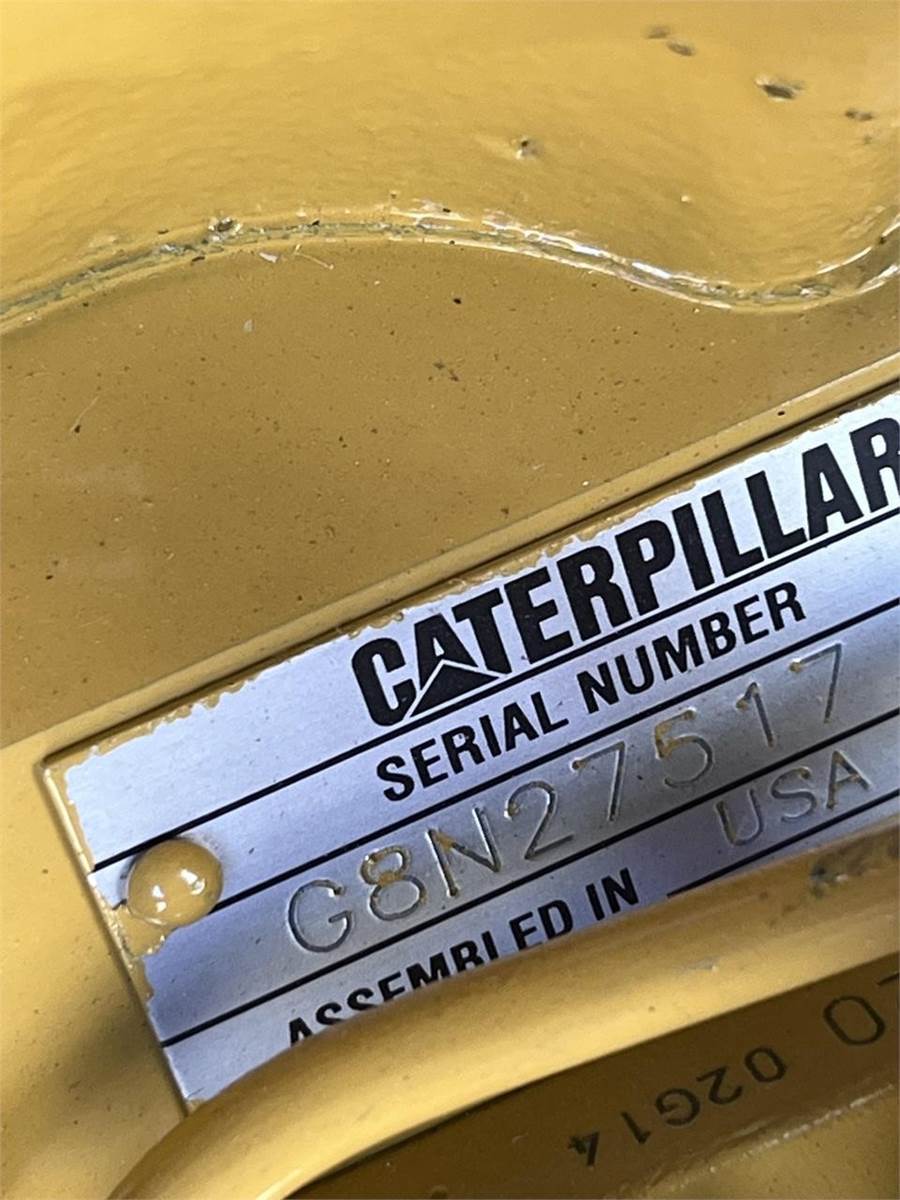 CATERPILLAR
SERIAL NUMBER
G8N27517
ASSEMBLED IN USA
02G14